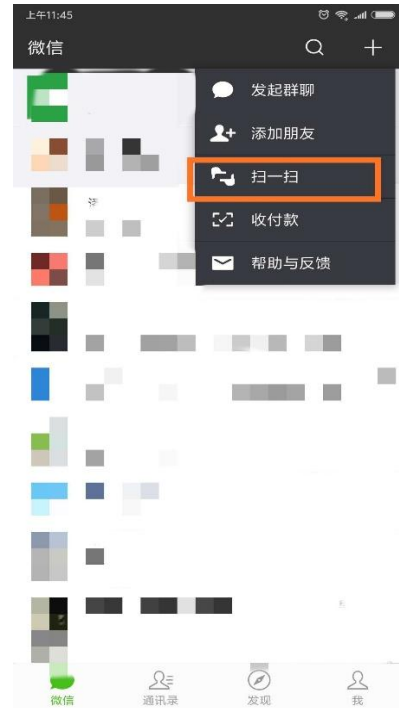 上午11:45
微信
发起群聊
添加朋友
扫一扫
收付款
帮助与反馈
微信
通讯录
发现
我